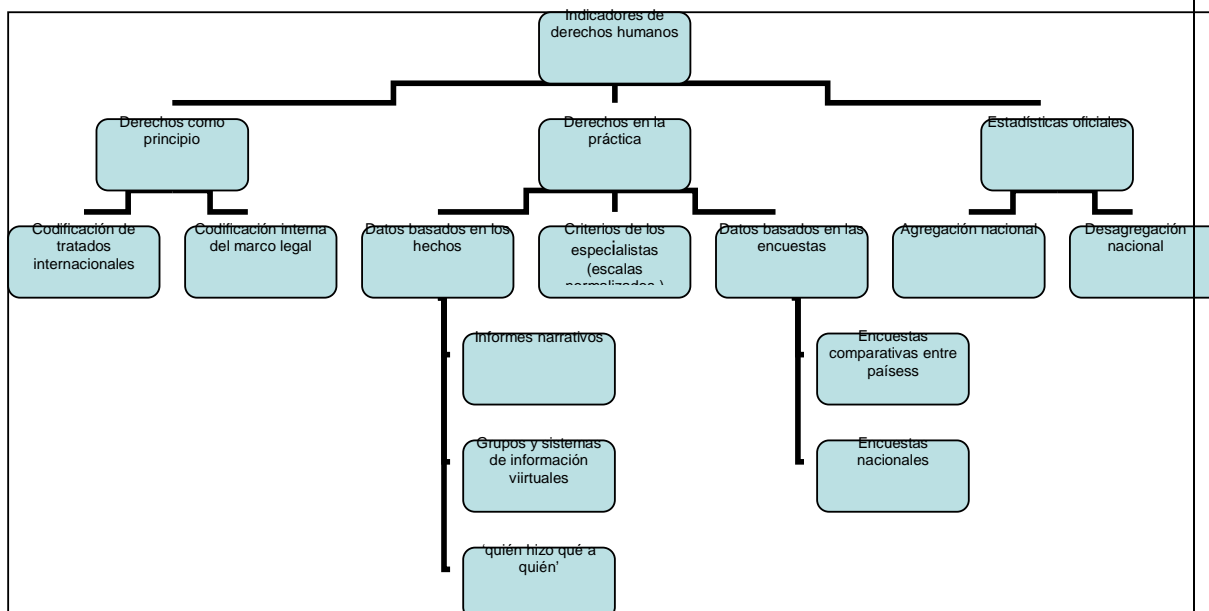 Indicadores de
derechos humanos
Derechos como
principio
Derechos en la
práctica
Estadísticas oficiales
Codificación de
tratados
internacionales
Codificación interna
del marco legal
Datos basados en los
hechos
Criterios de los
especialistas
(escalas
Datos basados en las
encuestas
Agregación nacional
Desagregación
nacional
Informes narrativos
Grupos y sistemas
de información
viirtuales
'quién hizo qué a
quién'
Encuestas
comparativas entre
paísess
Encuestas
nacionales